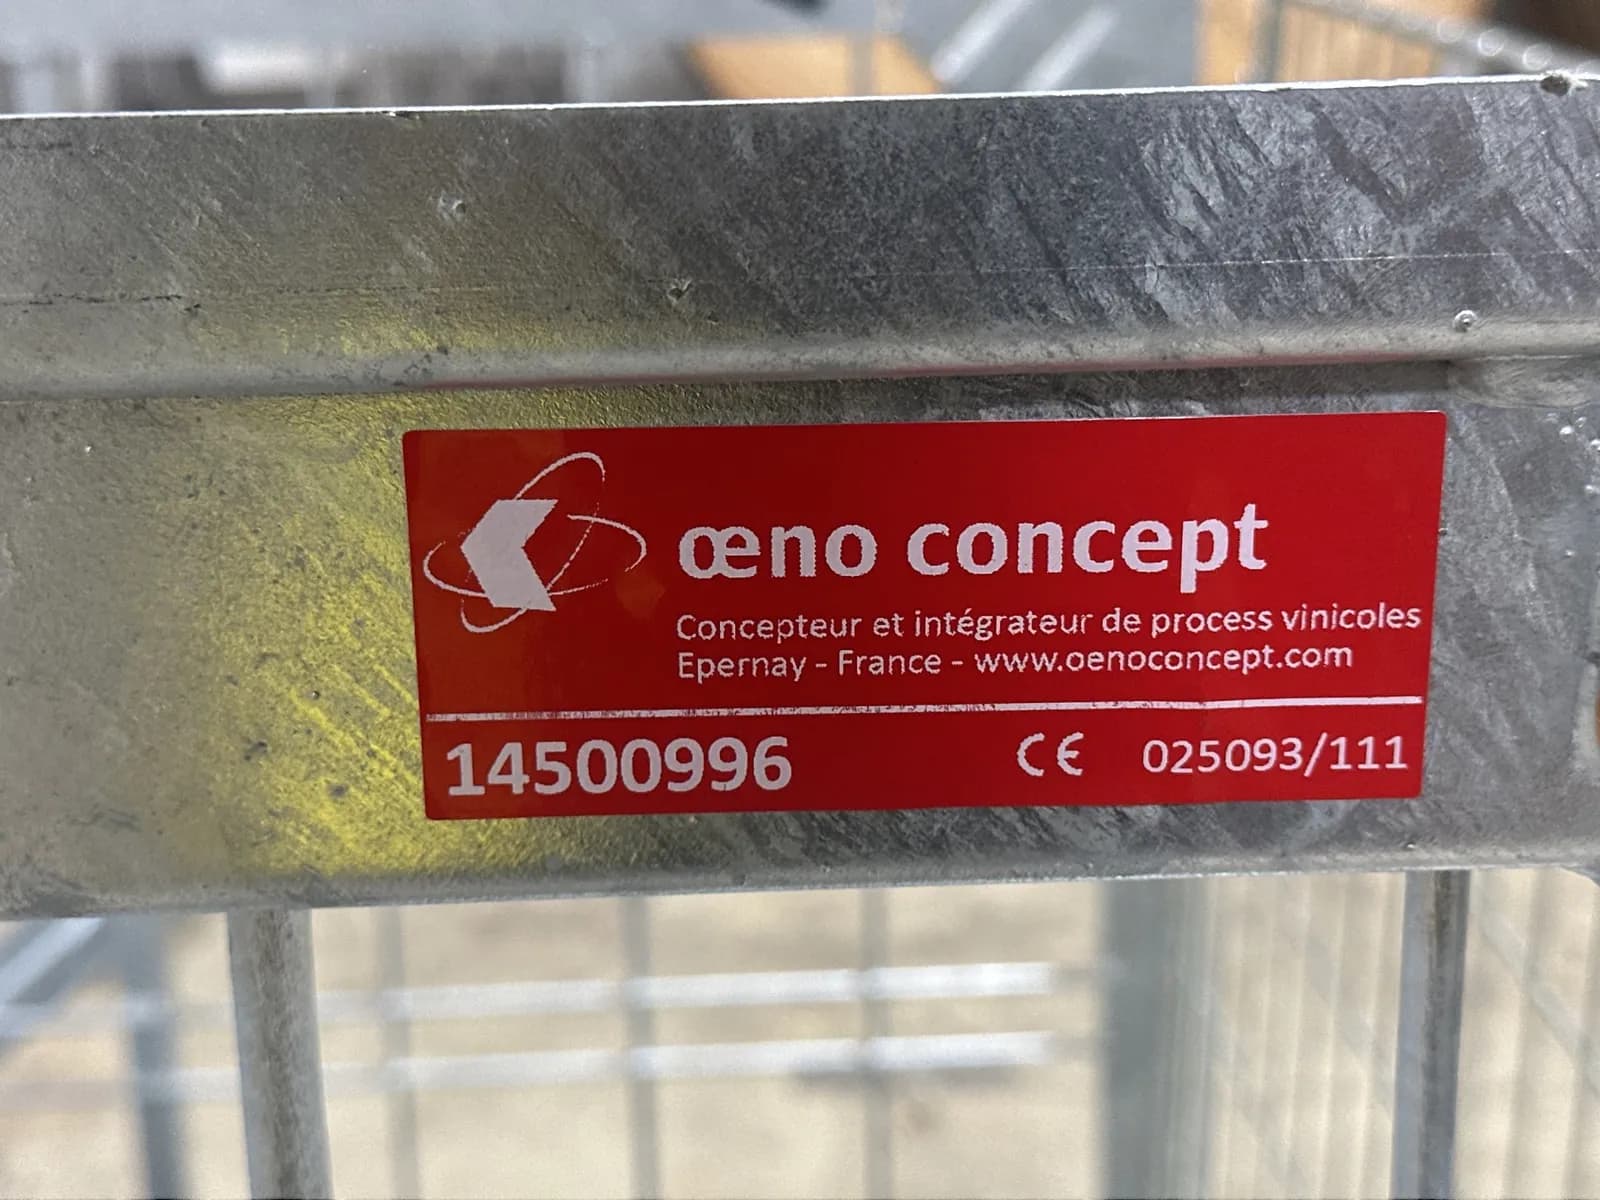 œno concept
Concepteur et intégrateur de process vinicoles
Epernay - France - www.oenoconcept.com
14500996 CE 025093/111